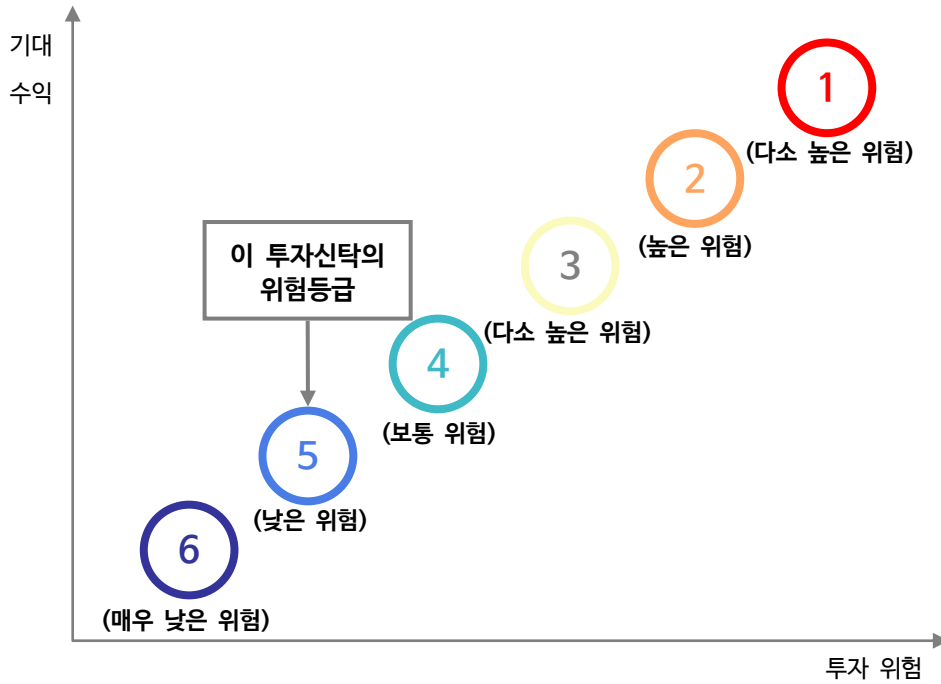 기대
수익
1
(다소 높은 위험)
2
(높은 위험)
이 투자신탁의
위험등급
3
(다소 높은 위험)
4
(보통 위험)
5
(낮은 위험)
6
(매우 낮은 위험)
투자 위험